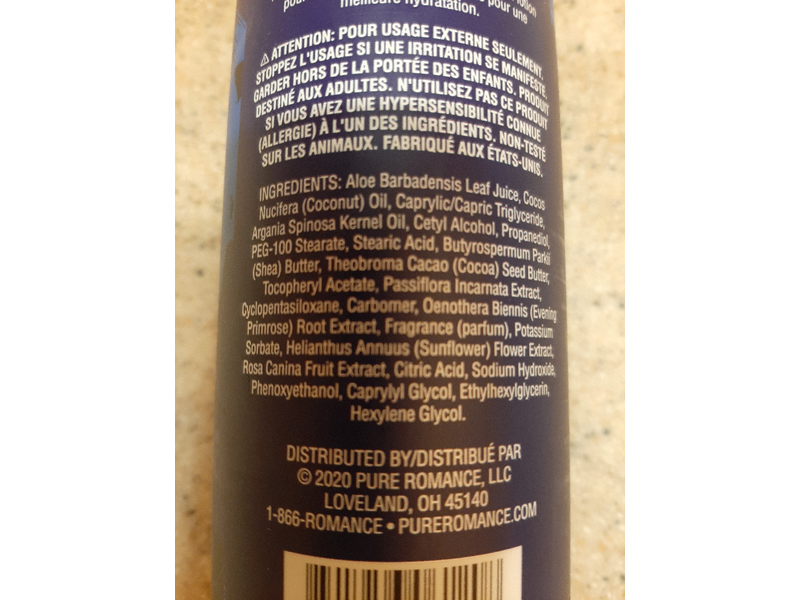 pour une
meilleure hydratation.
⚠ ATTENTION: POUR USAGE EXTERNE SEULEMENT.
STOPPEZ L'USAGE SI UNE IRRITATION SE MANIFESTE.
GARDER HORS DE LA PORTÉE DES ENFANTS. PRODUIT
DESTINÉ AUX ADULTES. N'UTILISEZ PAS CE PRODUIT
SI VOUS AVEZ UNE HYPERSENSIBILITÉ CONNUE
(ALLERGIE) À L'UN DES INGRÉDIENTS. NON-TESTÉ
SUR LES ANIMAUX. FABRIQUÉ AUX ÉTATS-UNIS.
INGREDIENTS: Aloe Barbadensis Leaf Juice, Cocos
Nucifera (Coconut) Oil, Caprylic/Capric Triglyceride,
Argania Spinosa Kernel Oil, Cetyl Alcohol, Propanediol,
PEG-100 Stearate, Stearic Acid, Butyrospermum Parkii
(Shea) Butter, Theobroma Cacao (Cocoa) Seed Butter,
Tocopheryl Acetate, Passiflora Incarnata Extract,
Cyclopentasiloxane, Carbomer, Oenothera Biennis (Evening
Primrose) Root Extract, Fragrance (parfum), Potassium
Sorbate, Helianthus Annuus (Sunflower) Flower Extract,
Rosa Canina Fruit Extract, Citric Acid, Sodium Hydroxide,
Phenoxyethanol, Caprylyl Glycol, Ethylhexylglycerin,
Hexylene Glycol.
DISTRIBUTED BY/DISTRIBUÉ PAR
© 2020 PURE ROMANCE, LLC
LOVELAND, OH 45140
1-866-ROMANCE • PUREROMANCE.COM